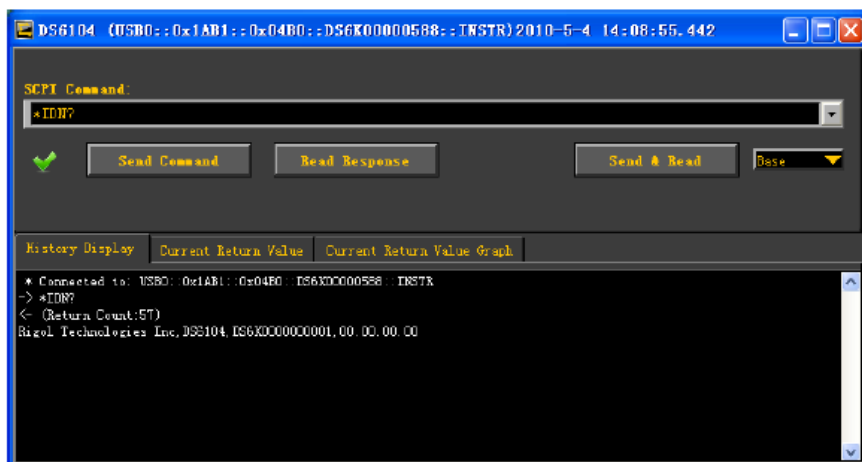 DS6104 (USB0::0x1AB1::0x04B0::DS6K00000588::INSTR)2010-5-4 14:08:55.442
SCPI Command:
*IDN?
Send Command
Read Response
Send & Read
Base
History Display
Current Return Value
Current Return Value Graph
* Connected to: USB0::0x1AB1::0x04B0::DS6K00000588::INSTR
-> *IDN?
<- (Return Count:57)
Rigol Technologies Inc,DS6104,DS6K0000000001,00.00.00.00